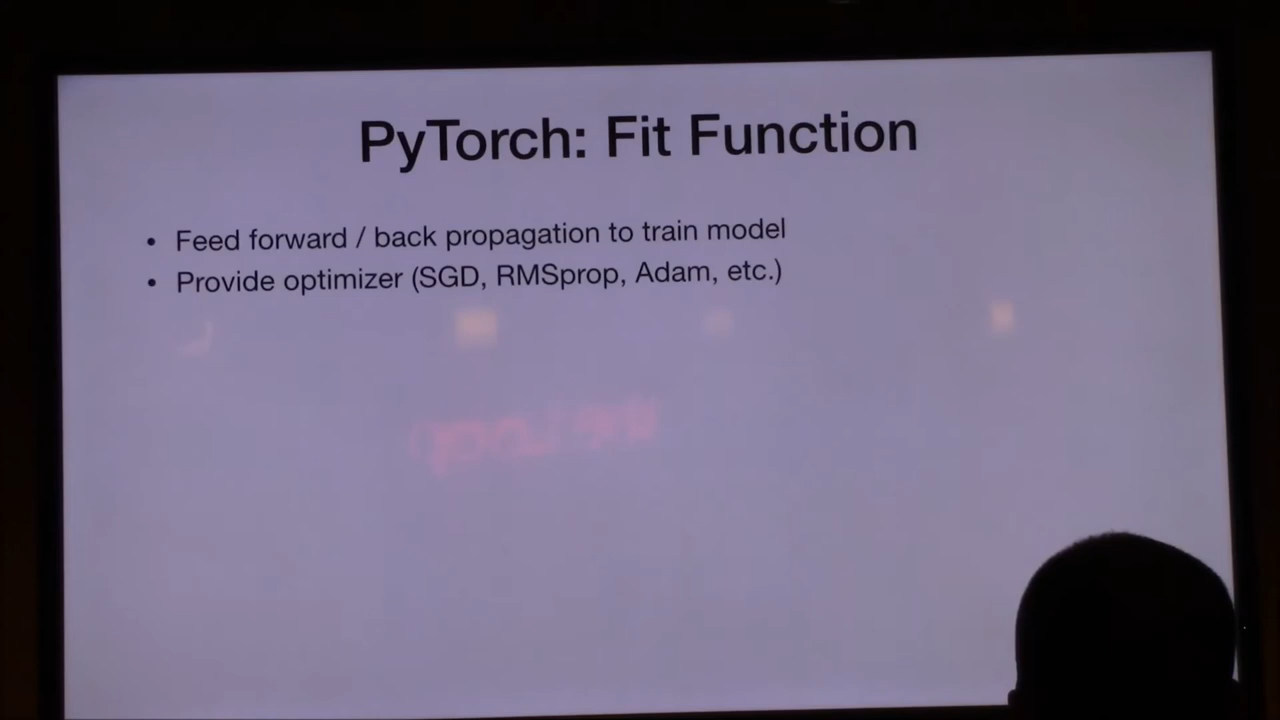 PyTorch: Fit Function
• Feed forward / back propagation to train model
• Provide optimizer (SGD, RMSprop, Adam, etc.)